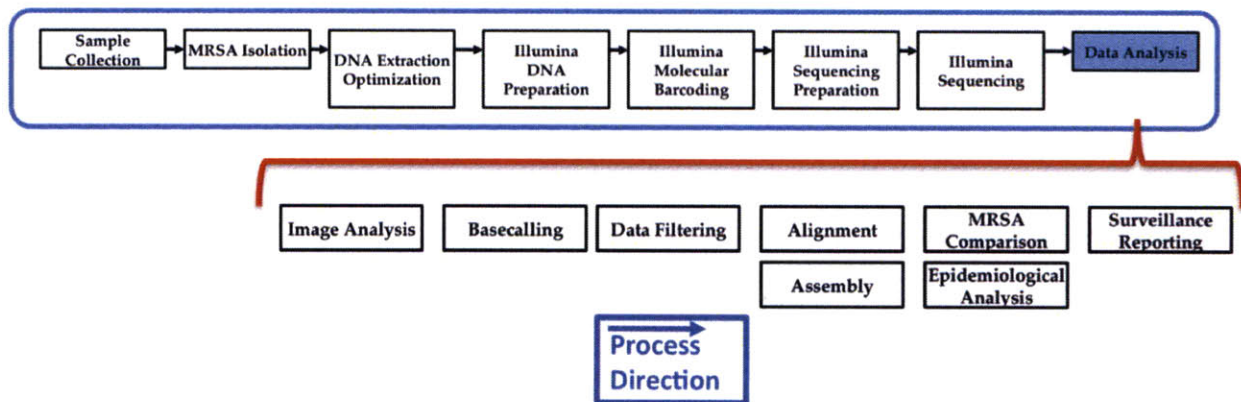 Sample
Collection
MRSA Isolation
DNA Extraction
Optimization
Illumina
DNA
Preparation
Illumina
Molecular
Barcoding
Illumina
Sequencing
Preparation
Illumina
Sequencing
Data Analysis
Image Analysis
Basecalling
Data Filtering
Alignment
MRSA
Comparison
Surveillance
Reporting
Assembly
Epidemiological
Analysis
Process
Direction